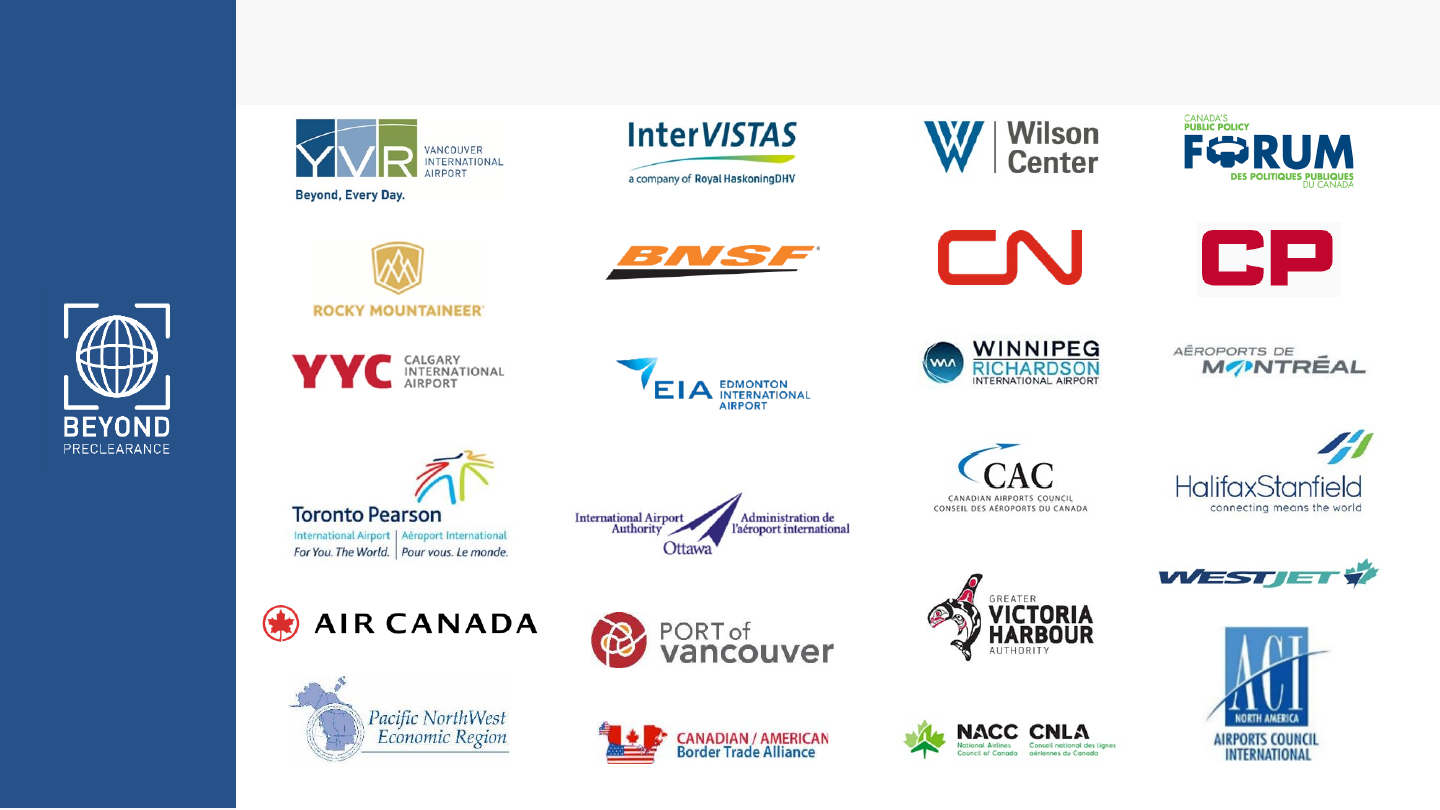 BEYOND
PRECLEARANCE
YVR
VANCOUVER
INTERNATIONAL
AIRPORT
Beyond, Every Day.
InterVISTAS
a company of Royal HaskoningDHV
Wilson
Center
CANADA'S
PUBLIC POLICY
FORUM
DES POLITIQUES PUBLIQUES
DU CANADA
ROCKY MOUNTAINEER
BNSF®
CN
CP
YYC
CALGARY
INTERNATIONAL
AIRPORT
EIA
EDMONTON
INTERNATIONAL
AIRPORT
WINNIPEG
RICHARDSON
INTERNATIONAL AIRPORT
AÉROPORTS DE
MONTRÉAL
Toronto Pearson
International Airport | Aéroport International
For You. The World. | Pour vous. Le monde.
International Airport
Authority
Administration de
l'aéroport international
Ottawa
CAC
CANADIAN AIRPORTS COUNCIL
CONSEIL DES AÉROPORTS DU CANADA
HalifaxStanfield
connecting means the world
WESTJET
AIR CANADA
PORT of
vancouver
GREATER
VICTORIA
HARBOUR
AUTHORITY
ACI
NORTH AMERICA
AIRPORTS COUNCIL
INTERNATIONAL
Pacific NorthWest
Economic Region
CANADIAN / AMERICAN
Border Trade Alliance
NACC CNLA
National Airlines
Council of Canada
Conseil national des lignes
aériennes du Canada